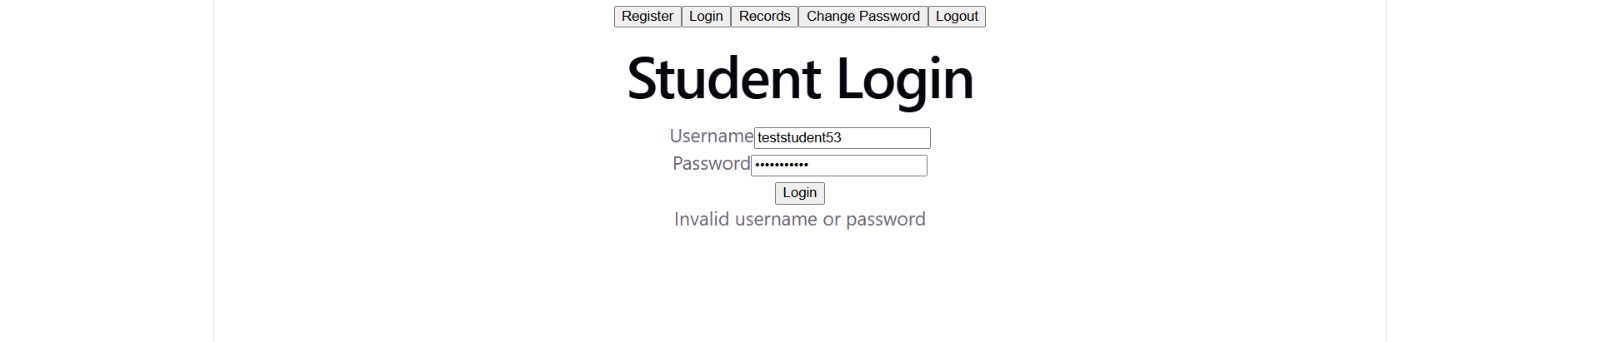 Register Login Records Change Password Logout
Student Login
Username teststudent53
Password •••••••••••
Login
Invalid username or password